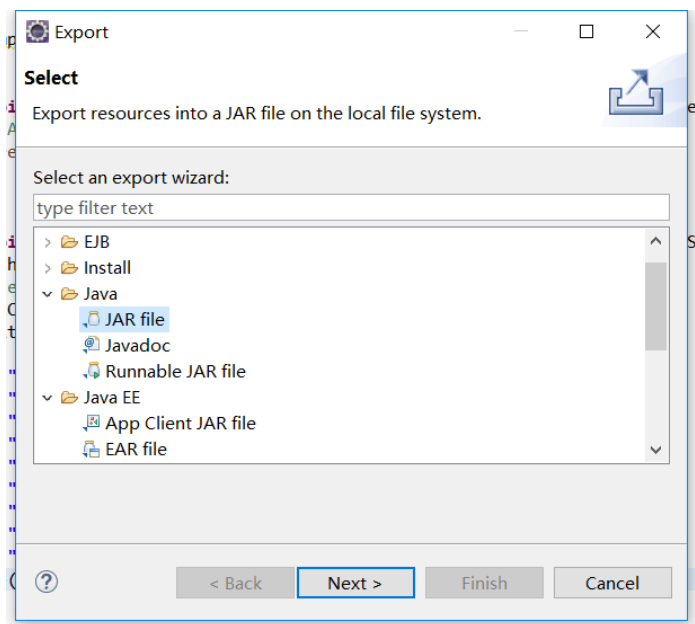 Export
Select
Export resources into a JAR file on the local file system.
Select an export wizard:
type filter text
EJB
Install
Java
JAR file
Javadoc
Runnable JAR file
Java EE
App Client JAR file
EAR file
< Back Next > Finish Cancel